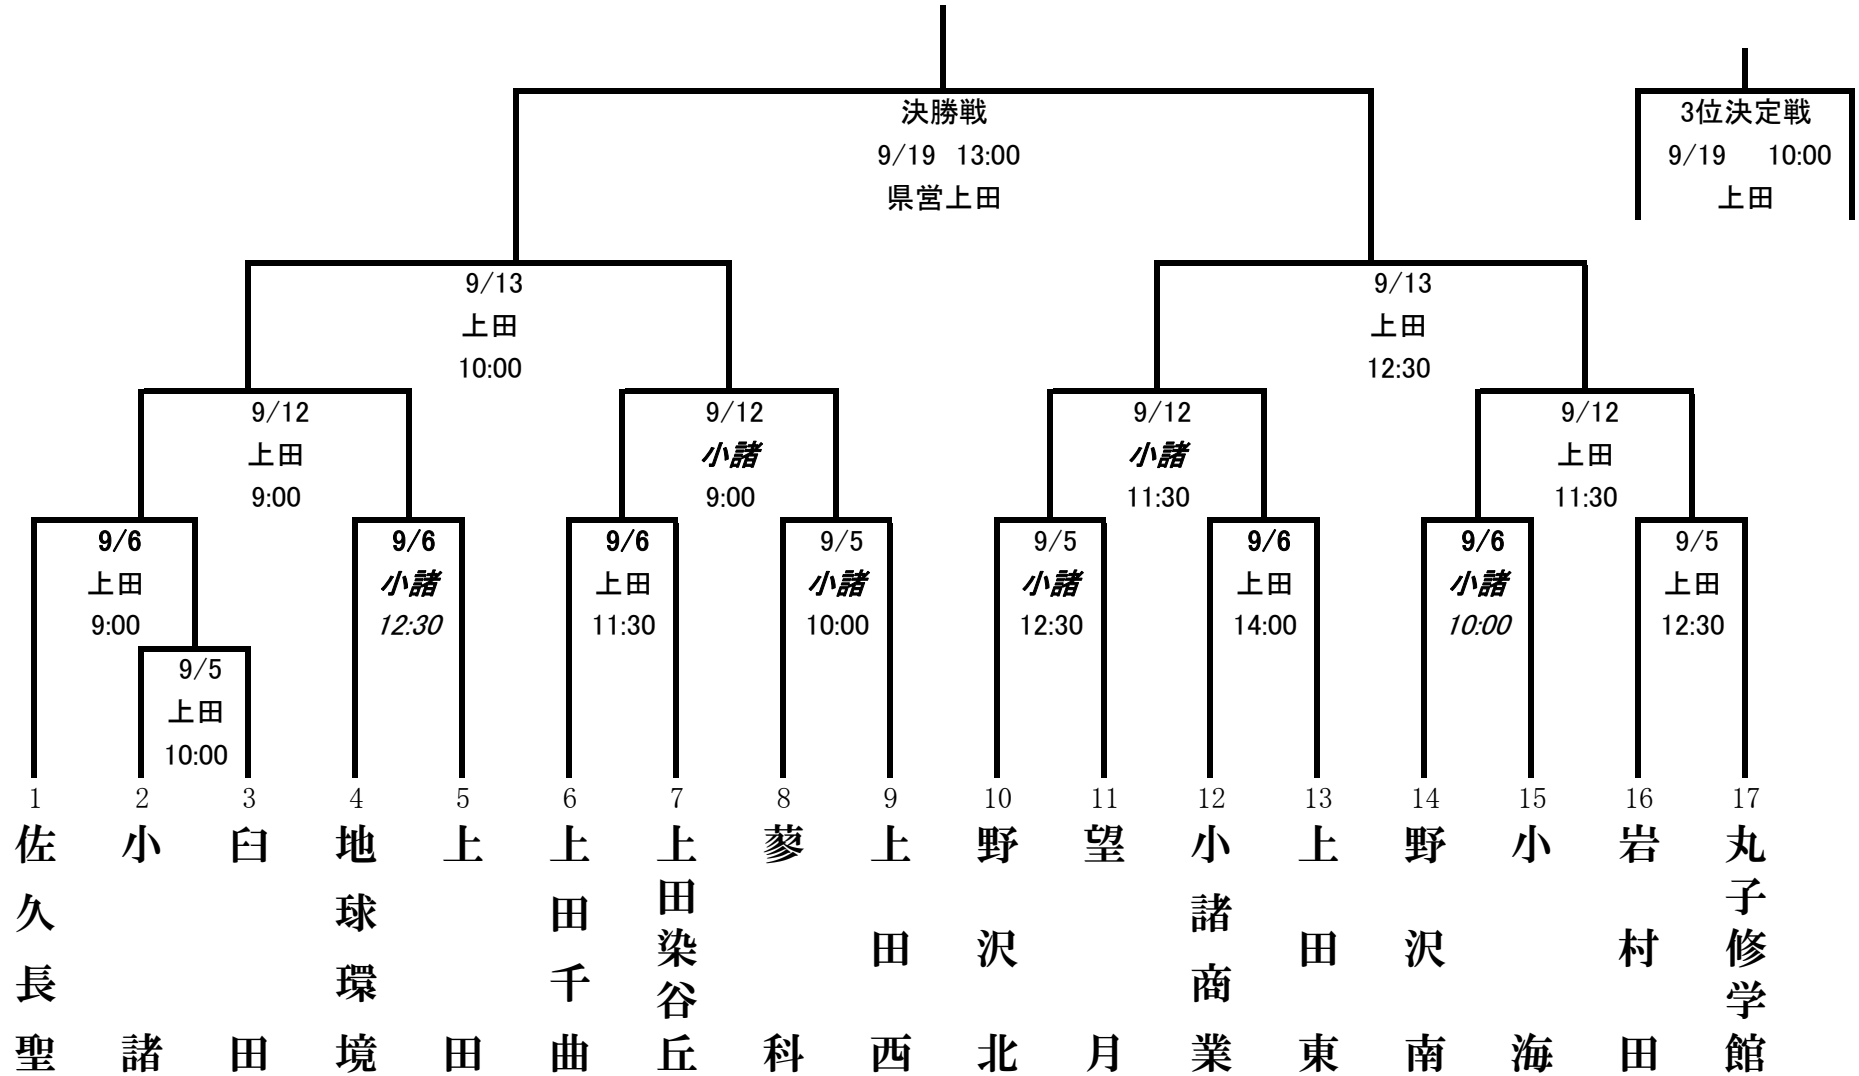 決勝戦
9/19 13:00
県営上田
3位決定戦
9/19 10:00
上田
9/13
上田
10:00
9/13
上田
12:30
9/12
上田
9:00
9/12
小諸
9:00
9/12
小諸
11:30
9/12
上田
11:30
9/6
上田
9:00
9/6
小諸
12:30
9/6
上田
11:30
9/5
小諸
10:00
9/5
小諸
12:30
9/6
上田
14:00
9/6
小諸
10:00
9/5
上田
12:30
9/5
上田
10:00
1
佐久長聖
2
小諸
3
臼田
4
地球環境
5
上田
6
上田千曲
7
上田染谷丘
8
蓼科
9
上田西
10
野沢北
11
望月
12
小諸商業
13
上田東
14
野沢南
15
小海
16
岩村田
17
丸子修学館